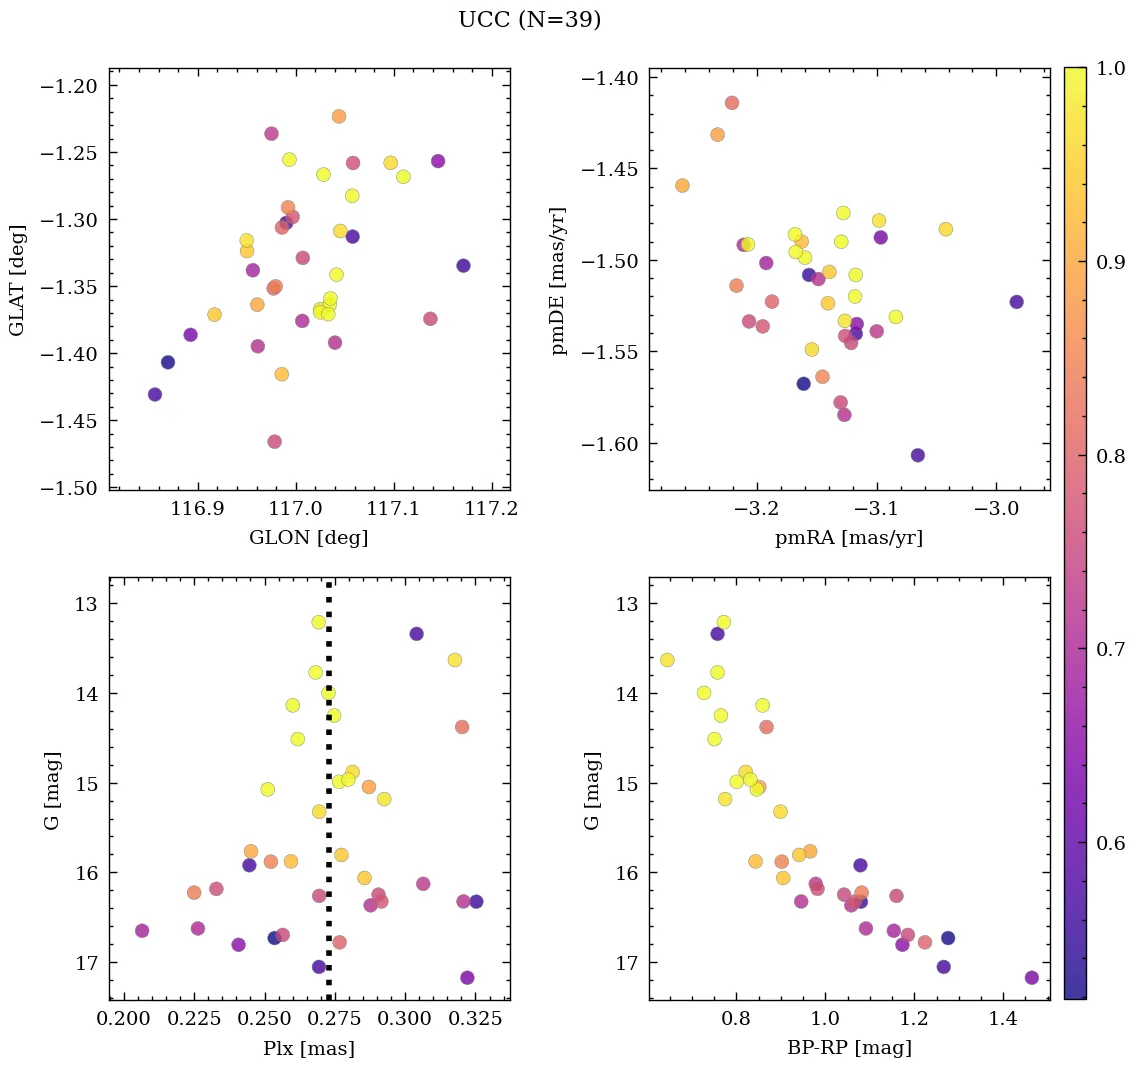 UCC (N=39)
−1.20
−1.25
−1.30
−1.35
−1.40
−1.45
−1.50
GLAT [deg]
116.9 117.0 117.1 117.2
GLON [deg]
−1.40
−1.45
−1.50
−1.55
−1.60
pmDE [mas/yr]
−3.2 −3.1 −3.0
pmRA [mas/yr]
1.0
0.9
0.8
0.7
0.6
13
14
15
16
17
G [mag]
0.200 0.225 0.250 0.275 0.300 0.325
Plx [mas]
13
14
15
16
17
G [mag]
0.8 1.0 1.2 1.4
BP-RP [mag]